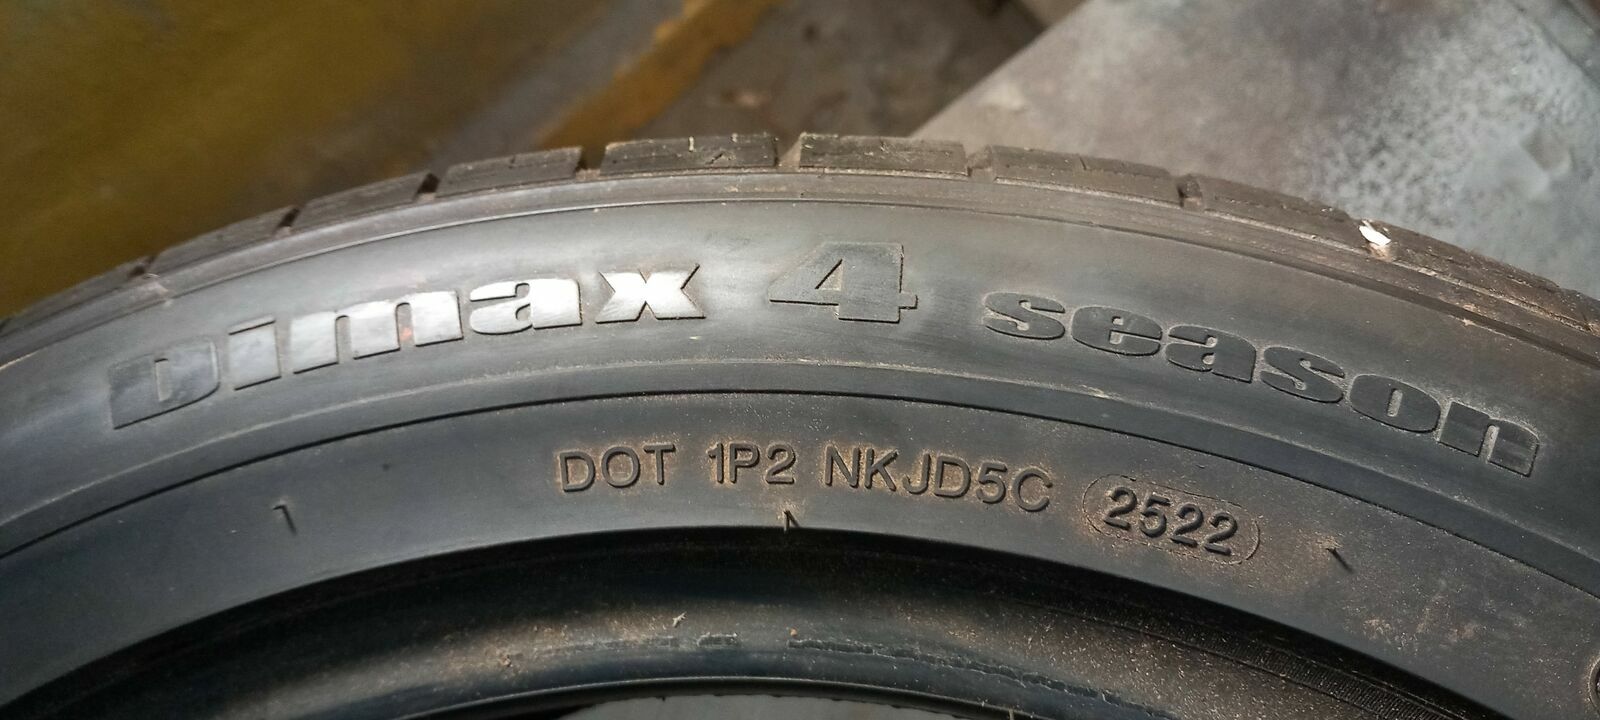 Dimax 4 season
DOT 1P2 NKJD5C 2522